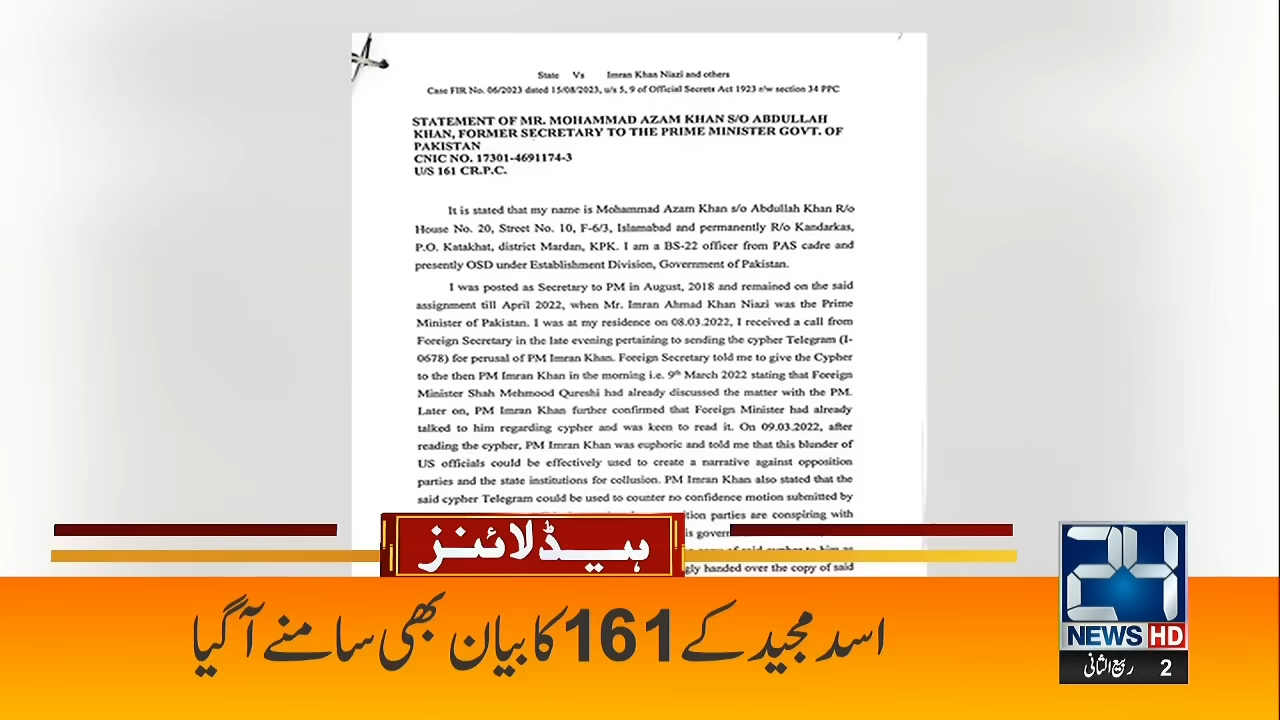 State Vs Imran Khan Niazi and others
Case FIR No. 06/2023 dated 15/08/2023, u/s 5, 9 of Official Secrets Act 1923 r/w section 34 PPC
STATEMENT OF MR. MOHAMMAD AZAM KHAN S/O ABDULLAH
KHAN, FORMER SECRETARY TO THE PRIME MINISTER GOVT. OF
PAKISTAN
CNIC NO. 17301-4691174-3
U/S 161 CR.P.C.
It is stated that my name is Mohammad Azam Khan s/o Abdullah Khan R/o
House No. 20, Street No. 10, F-6/3, Islamabad and permanently R/o Kandarkas,
P.O. Katakhat, district Mardan, KPK. I am a BS-22 officer from PAS cadre and
presently OSD under Establishment Division, Government of Pakistan.
I was posted as Secretary to PM in August, 2018 and remained on the said
assignment till April 2022, when Mr. Imran Ahmad Khan Niazi was the Prime
Minister of Pakistan. I was at my residence on 08.03.2022, I received a call from
Foreign Secretary in the late evening pertaining to sending the cypher Telegram (I-
0678) for perusal of PM Imran Khan. Foreign Secretary told me to give the Cypher
to the then PM Imran Khan in the morning i.e. 9th March 2022 stating that Foreign
Minister Shah Mehmood Qureshi had already discussed the matter with the PM.
Later on, PM Imran Khan further confirmed that Foreign Minister had already
talked to him regarding cypher and was keen to read it. On 09.03.2022, after
reading the cypher, PM Imran Khan was euphoric and told me that this blunder of
US officials could be effectively used to create a narrative against opposition
parties and the state institutions for collusion. PM Imran Khan also stated that the
said cypher Telegram could be used to counter no confidence motion submitted by
parties are conspiring with
handed over the copy of said
ہیڈلائنز
اسد مجید کے 161 کا بیان بھی سامنے آگیا
24
NEWS HD
2 ربیع الثانی